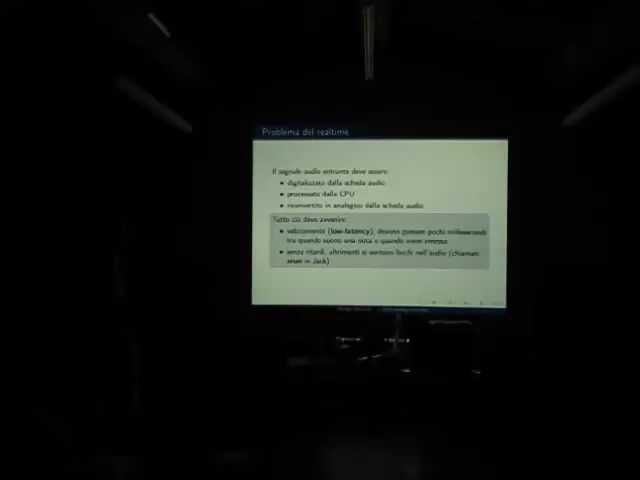 Problema del realtime
Il segnale audio entrante deve essere:
• digitalizzato dalla scheda audio
• processato dalla CPU
• riconvertito in analogico dalla scheda audio
Tutto ciò deve avvenire:
• velocemente (low-latency); devono passare pochi millisecondi
tra quando suono una nota e quando viene emessa
• senza ritardi, altrimenti si sentono buchi nell'audio (chiamati
xrun in Jack)